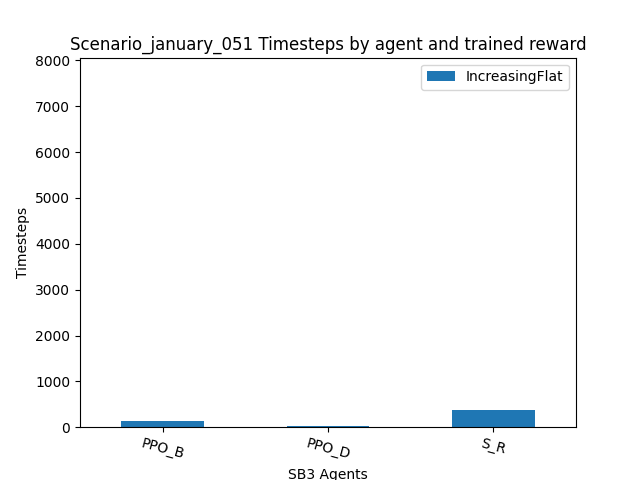 Scenario_january_051 Timesteps by agent and trained reward
IncreasingFlat
8000
7000
6000
5000
4000
3000
2000
1000
0
Timesteps
PPO_B
PPO_D
S_R
SB3 Agents